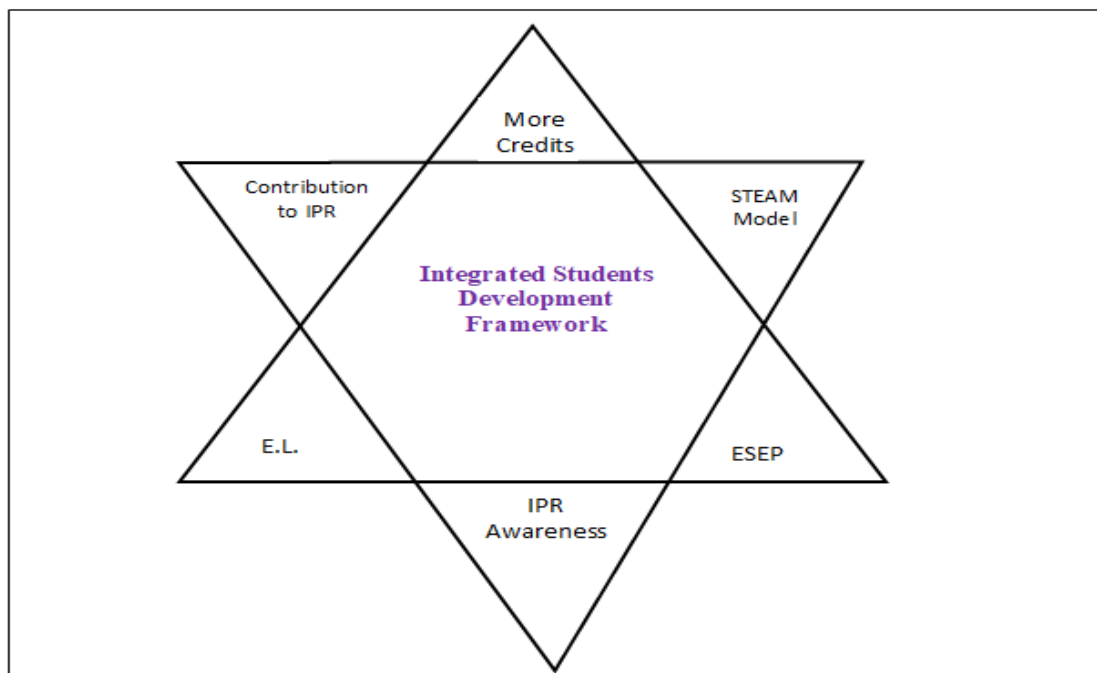 More
Credits
Contribution
to IPR
STEAM
Model
Integrated Students
Development
Framework
E.L.
ESEP
IPR
Awareness